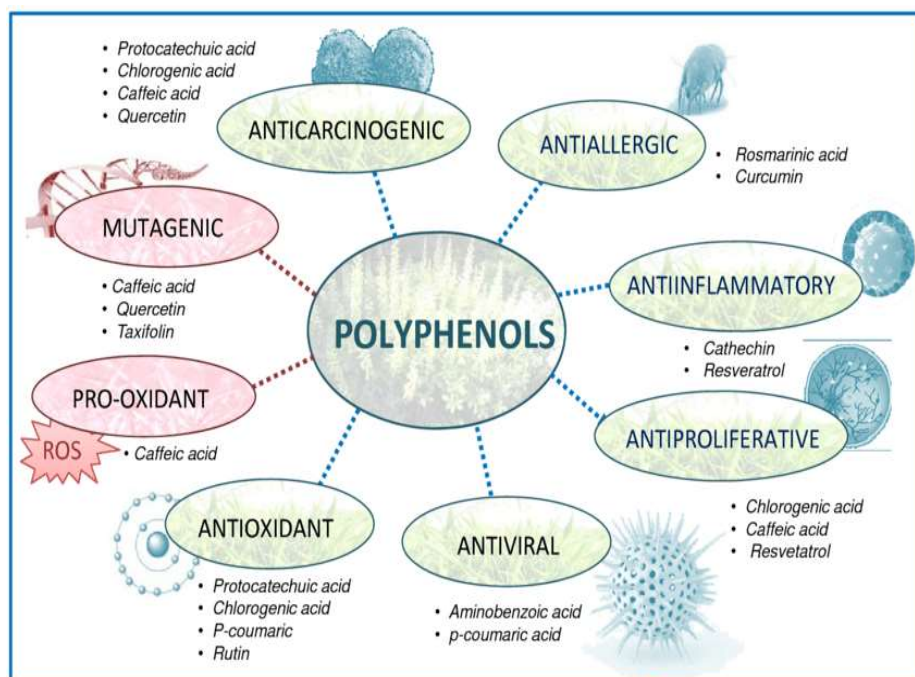 • Protocatechuic acid
• Chlorogenic acid
• Caffeic acid
• Quercetin
ANTICARCINOGENIC
ANTIALLERGIC
• Rosmarinic acid
• Curcumin
MUTAGENIC
• Caffeic acid
• Quercetin
• Taxifolin
ANTIINFLAMMATORY
• Cathechin
• Resveratrol
POLYPHENOLS
PRO-OXIDANT
ROS
• Caffeic acid
ANTIPROLIFERATIVE
• Chlorogenic acid
• Caffeic acid
• Resvetatrol
ANTIOXIDANT
• Protocatechuic acid
• Chlorogenic acid
• P-coumaric
• Rutin
ANTIVIRAL
• Aminobenzoic acid
• p-coumaric acid